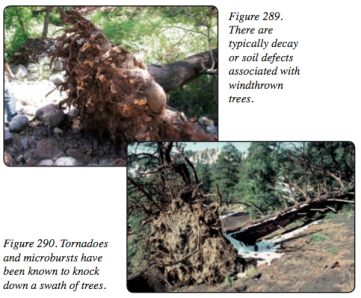 Figure 289.
There are
typically decay
or soil defects
associated with
windthrown
trees.
Figure 290. Tornadoes
and microbursts have
been known to knock
down a swath of trees.